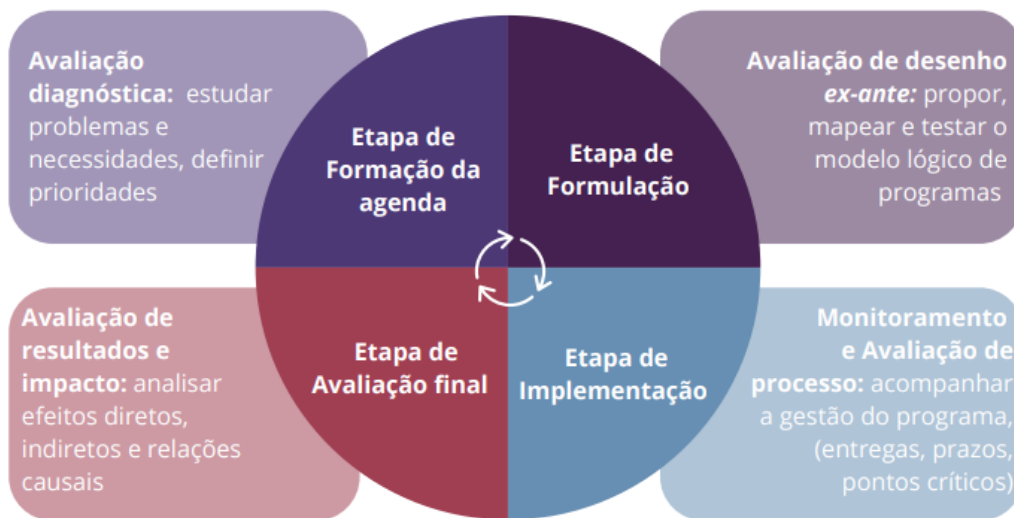 Avaliação
diagnóstica: estudar
problemas e
necessidades, definir
prioridades
Etapa de
Formação da
agenda
Etapa de
Formulação
Avaliação de desenho
ex-ante: propor,
mapear e testar o
modelo lógico de
programas
Avaliação de
resultados e
impacto: analisar
efeitos diretos,
indiretos e relações
causais
Etapa de
Avaliação final
Etapa de
Implementação
Monitoramento
e Avaliação de
processo: acompanhar
a gestão do programa,
(entregas, prazos,
pontos críticos)